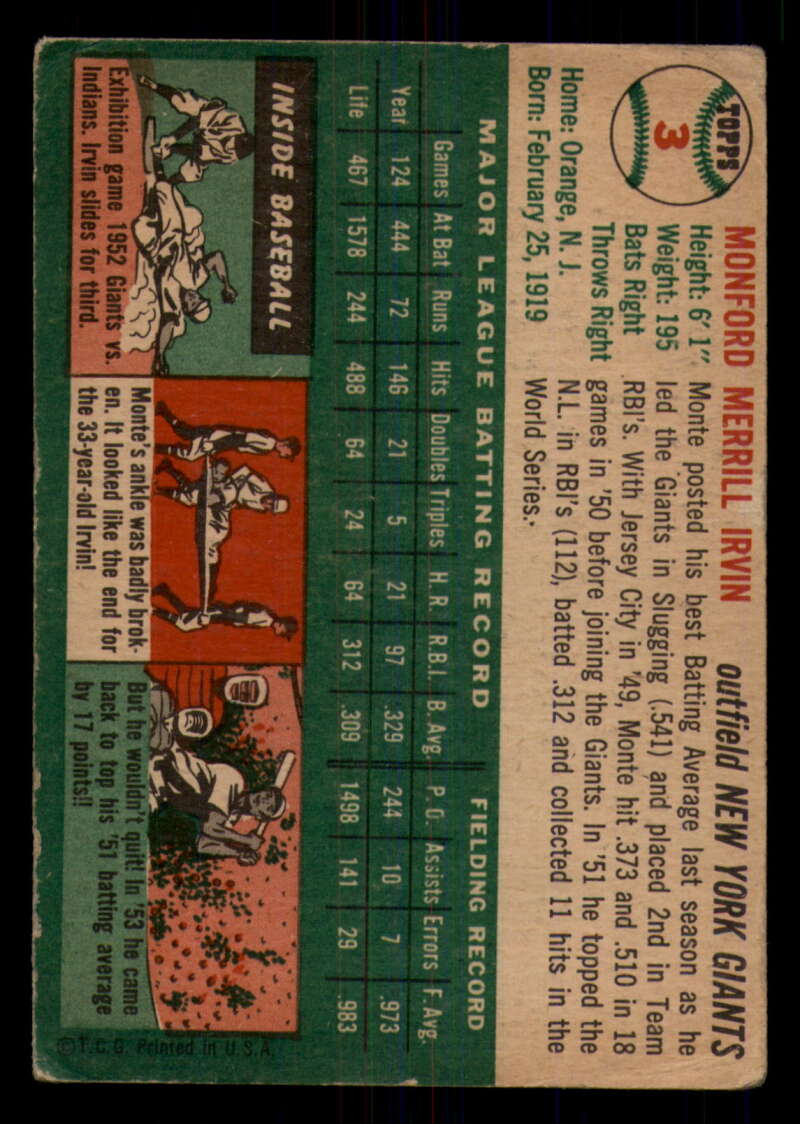 TOPPS
3
MONFORD MERRILL IRVIN
outfield NEW YORK GIANTS
Height: 6' 1"
Weight: 195
Bats Right
Throws Right
Home: Orange, N. J.
Born: February 25, 1919
Monte posted his best Batting Average last season as he
led the Giants in Slugging (.541) and placed 2nd in Team
RBI's. With Jersey City in '49, Monte hit .373 and .510 in 18
games in '50 before joining the Giants. In '51 he topped the
N.L. in RBI's (112), batted .312 and collected 11 hits in the
World Series.
MAJOR LEAGUE BATTING RECORD FIELDING RECORD
Games At Bat Runs Hits Doubles Triples H. R. R.B.I. B. Avg. P. O. Assists Errors F. Avg.
Year 124 444 72 146 21 5 21 97 .329 244 10 7 .973
Life 467 1578 244 488 64 24 64 312 .309 1498 141 29 .983
INSIDE BASEBALL
Exhibition game 1952 Giants vs.
Indians. Irvin slides for third.
Monte's ankle was badly brok-
en. It looked like the end for
the 33-year-old Irvin!
But he wouldn't quit! In '53 he came
back to top his '51 batting average
by 17 points!!
© T.C.G. Printed in U.S.A.